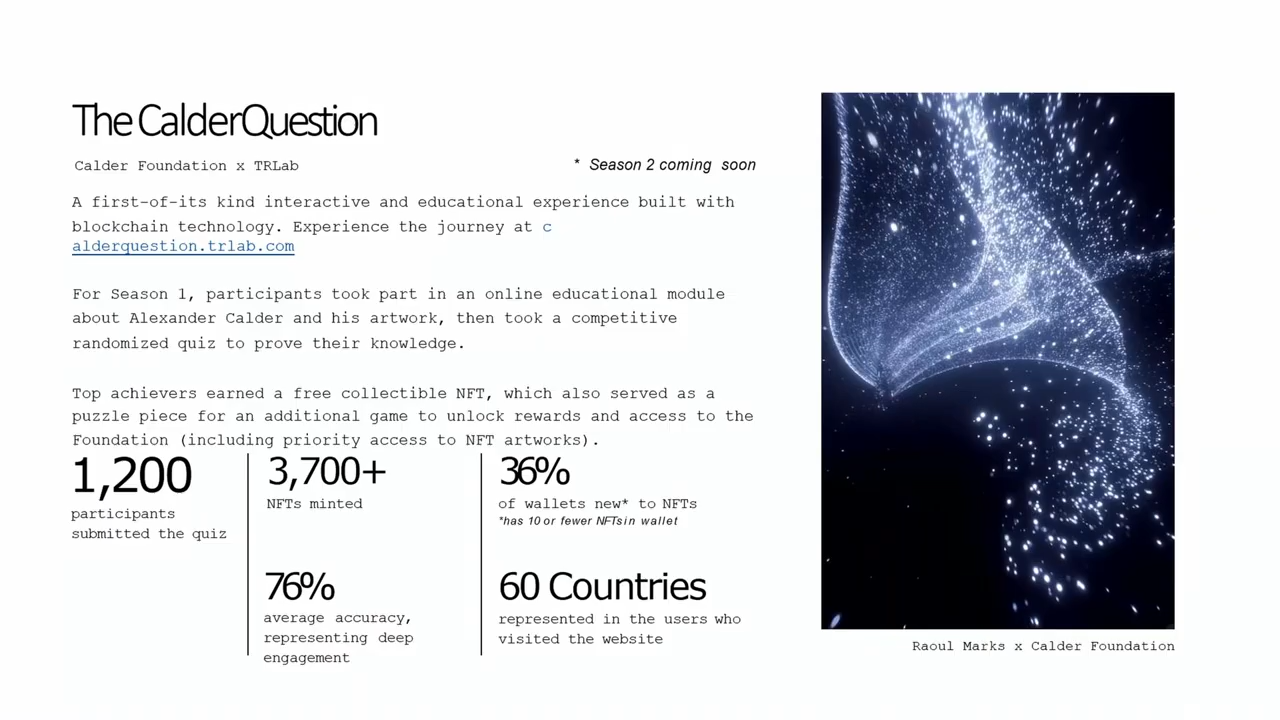 The Calder Question
Calder Foundation x TRLab
* Season 2 coming soon
A first-of-its kind interactive and educational experience built with
blockchain technology. Experience the journey at c
alderquestion.trlab.com
For Season 1, participants took part in an online educational module
about Alexander Calder and his artwork, then took a competitive
randomized quiz to prove their knowledge.
Top achievers earned a free collectible NFT, which also served as a
puzzle piece for an additional game to unlock rewards and access to the
Foundation (including priority access to NFT artworks).
1,200
participants
submitted the quiz
3,700+
NFTs minted
76%
average accuracy,
representing deep
engagement
36%
of wallets new* to NFTs
*has 10 or fewer NFTs in wallet
60 Countries
represented in the users who
visited the website
Raoul Marks x Calder Foundation